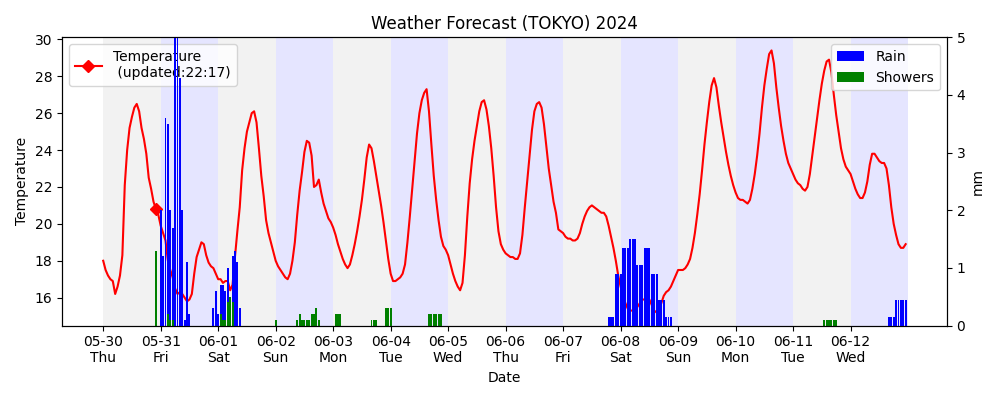 Weather Forecast (TOKYO) 2024
Temperature
(updated:22:17)
Rain
Showers
Temperature
30
28
26
24
22
20
18
16
mm
5
4
3
2
1
0
05-30 05-31 06-01 06-02 06-03 06-04 06-05 06-06 06-07 06-08 06-09 06-10 06-11 06-12
Thu Fri Sat Sun Mon Tue Wed Thu Fri Sat Sun Mon Tue Wed
Date